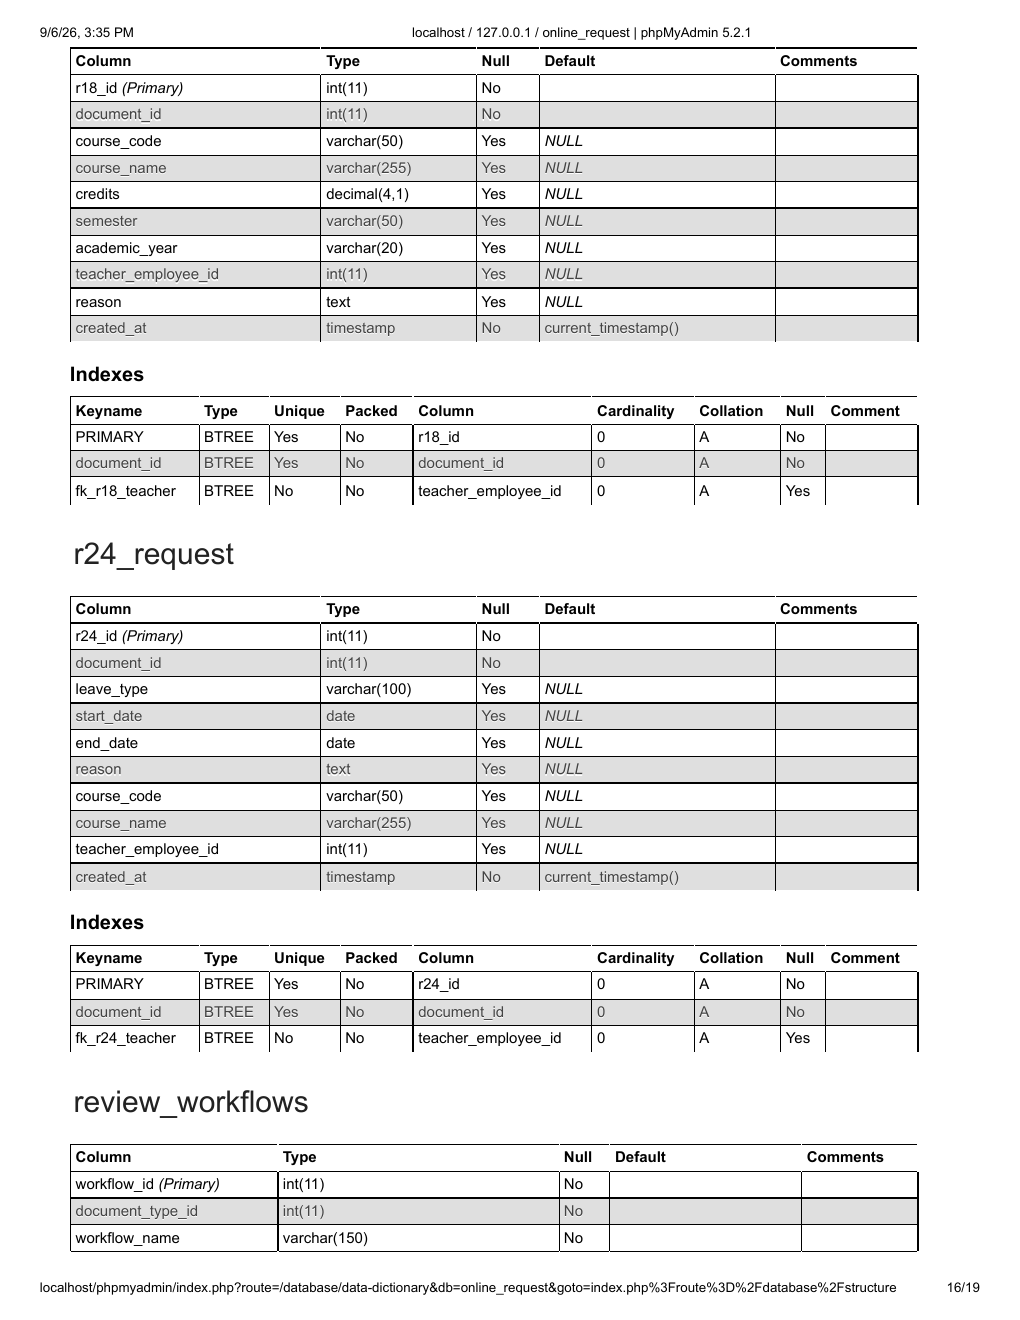 9/6/26, 3:35 PM localhost / 127.0.0.1 / online_request | phpMyAdmin 5.2.1
Column Type Null Default Comments
r18_id (Primary) int(11) No
document_id int(11) No
course_code varchar(50) Yes NULL
course_name varchar(255) Yes NULL
credits decimal(4,1) Yes NULL
semester varchar(50) Yes NULL
academic_year varchar(20) Yes NULL
teacher_employee_id int(11) Yes NULL
reason text Yes NULL
created_at timestamp No current_timestamp()
Indexes
Keyname Type Unique Packed Column Cardinality Collation Null Comment
PRIMARY BTREE Yes No r18_id 0 A No
document_id BTREE Yes No document_id 0 A No
fk_r18_teacher BTREE No No teacher_employee_id 0 A Yes
r24_request
Column Type Null Default Comments
r24_id (Primary) int(11) No
document_id int(11) No
leave_type varchar(100) Yes NULL
start_date date Yes NULL
end_date date Yes NULL
reason text Yes NULL
course_code varchar(50) Yes NULL
course_name varchar(255) Yes NULL
teacher_employee_id int(11) Yes NULL
created_at timestamp No current_timestamp()
Indexes
Keyname Type Unique Packed Column Cardinality Collation Null Comment
PRIMARY BTREE Yes No r24_id 0 A No
document_id BTREE Yes No document_id 0 A No
fk_r24_teacher BTREE No No teacher_employee_id 0 A Yes
review_workflows
Column Type Null Default Comments
workflow_id (Primary) int(11) No
document_type_id int(11) No
workflow_name varchar(150) No
localhost/phpmyadmin/index.php?route=/database/data-dictionary&db=online_request&goto=index.php%3Froute%3D%2Fdatabase%2Fstructure 16/19